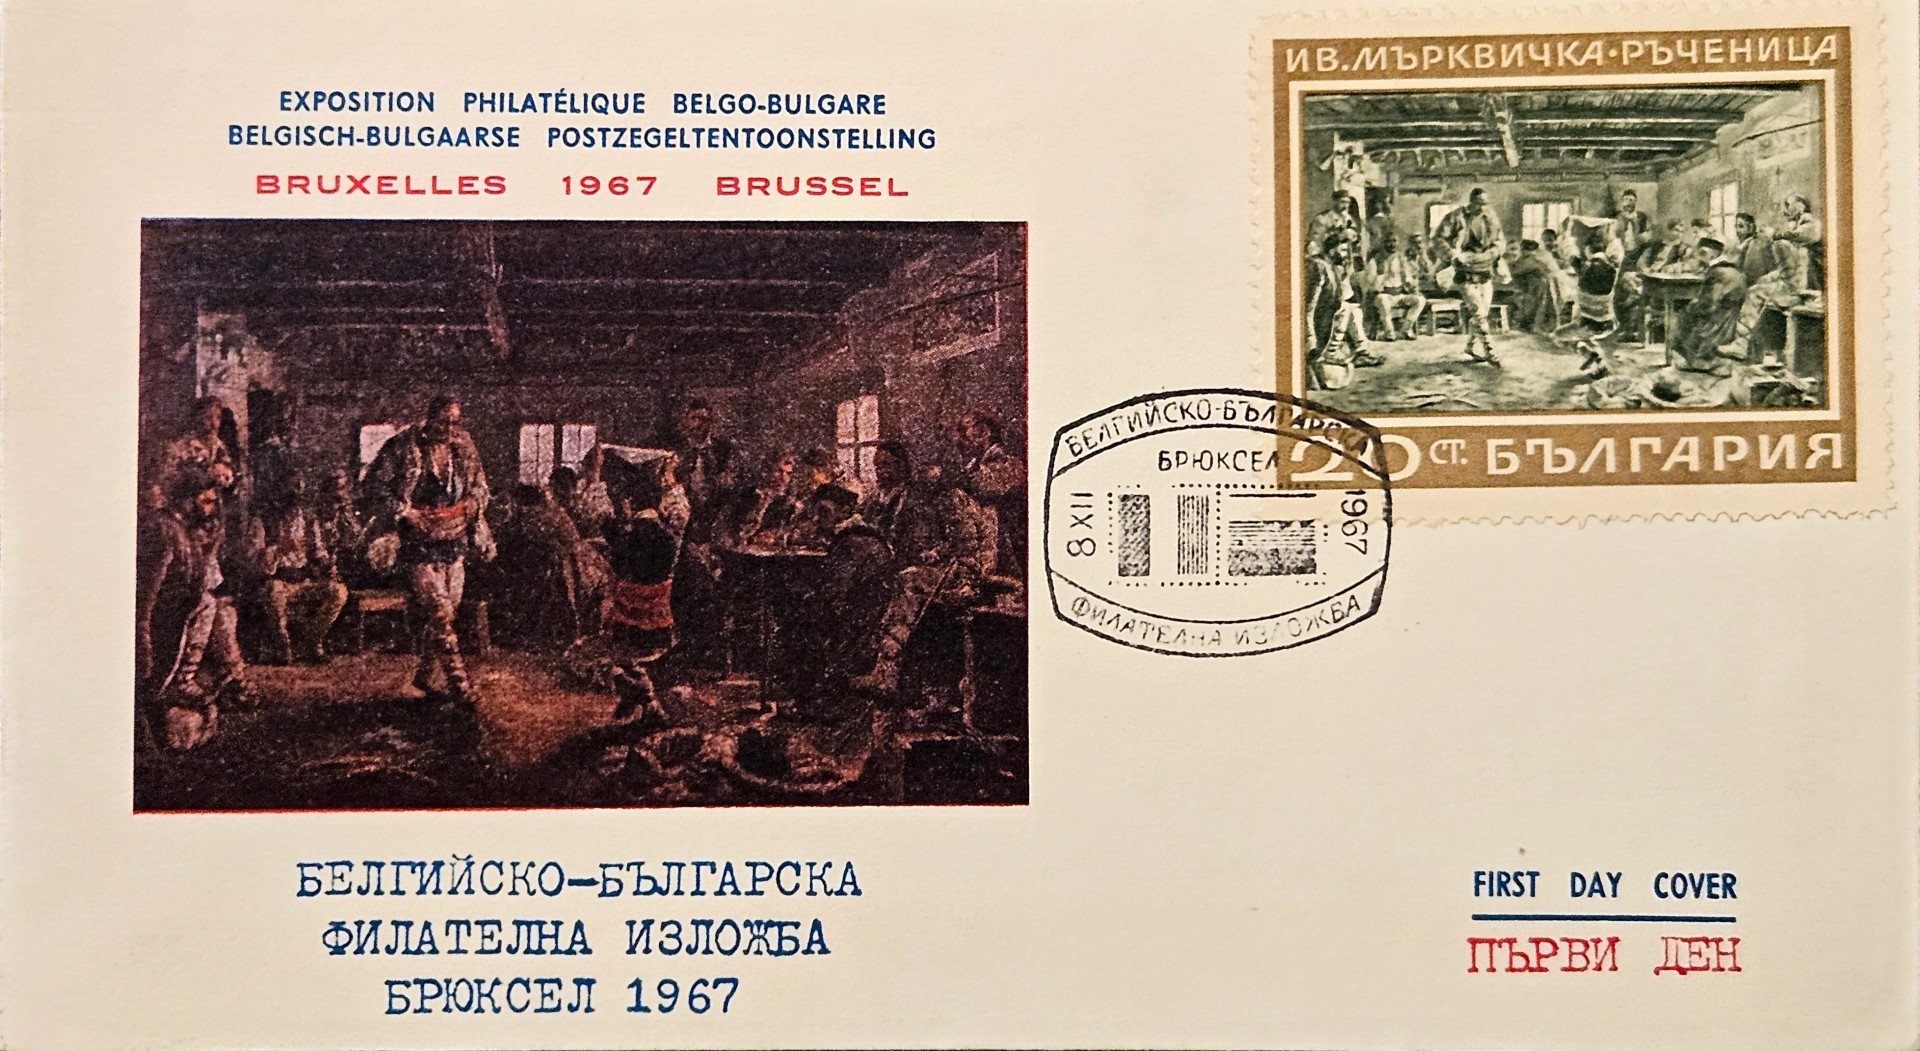 EXPOSITION PHILATÉLIQUE BELGO-BULGARE
BELGISCH-BULGAARSE POSTZEGELTENTOONSTELLING
BRUXELLES 1967 BRUSSEL
ИВ.МЪРКВИЧКА·РЪЧЕНИЦА
20 СТ. БЪЛГАРИЯ
БЕЛГИЙСКО-БЪЛГАРСКА
БРЮКСЕЛ
8 XII 1967
ФИЛАТЕЛНА ИЗЛОЖБА
БЕЛГИЙСКО-БЪЛГАРСКА
ФИЛАТЕЛНА ИЗЛОЖБА
БРЮКСЕЛ 1967
FIRST DAY COVER
ПЪРВИ ДЕН